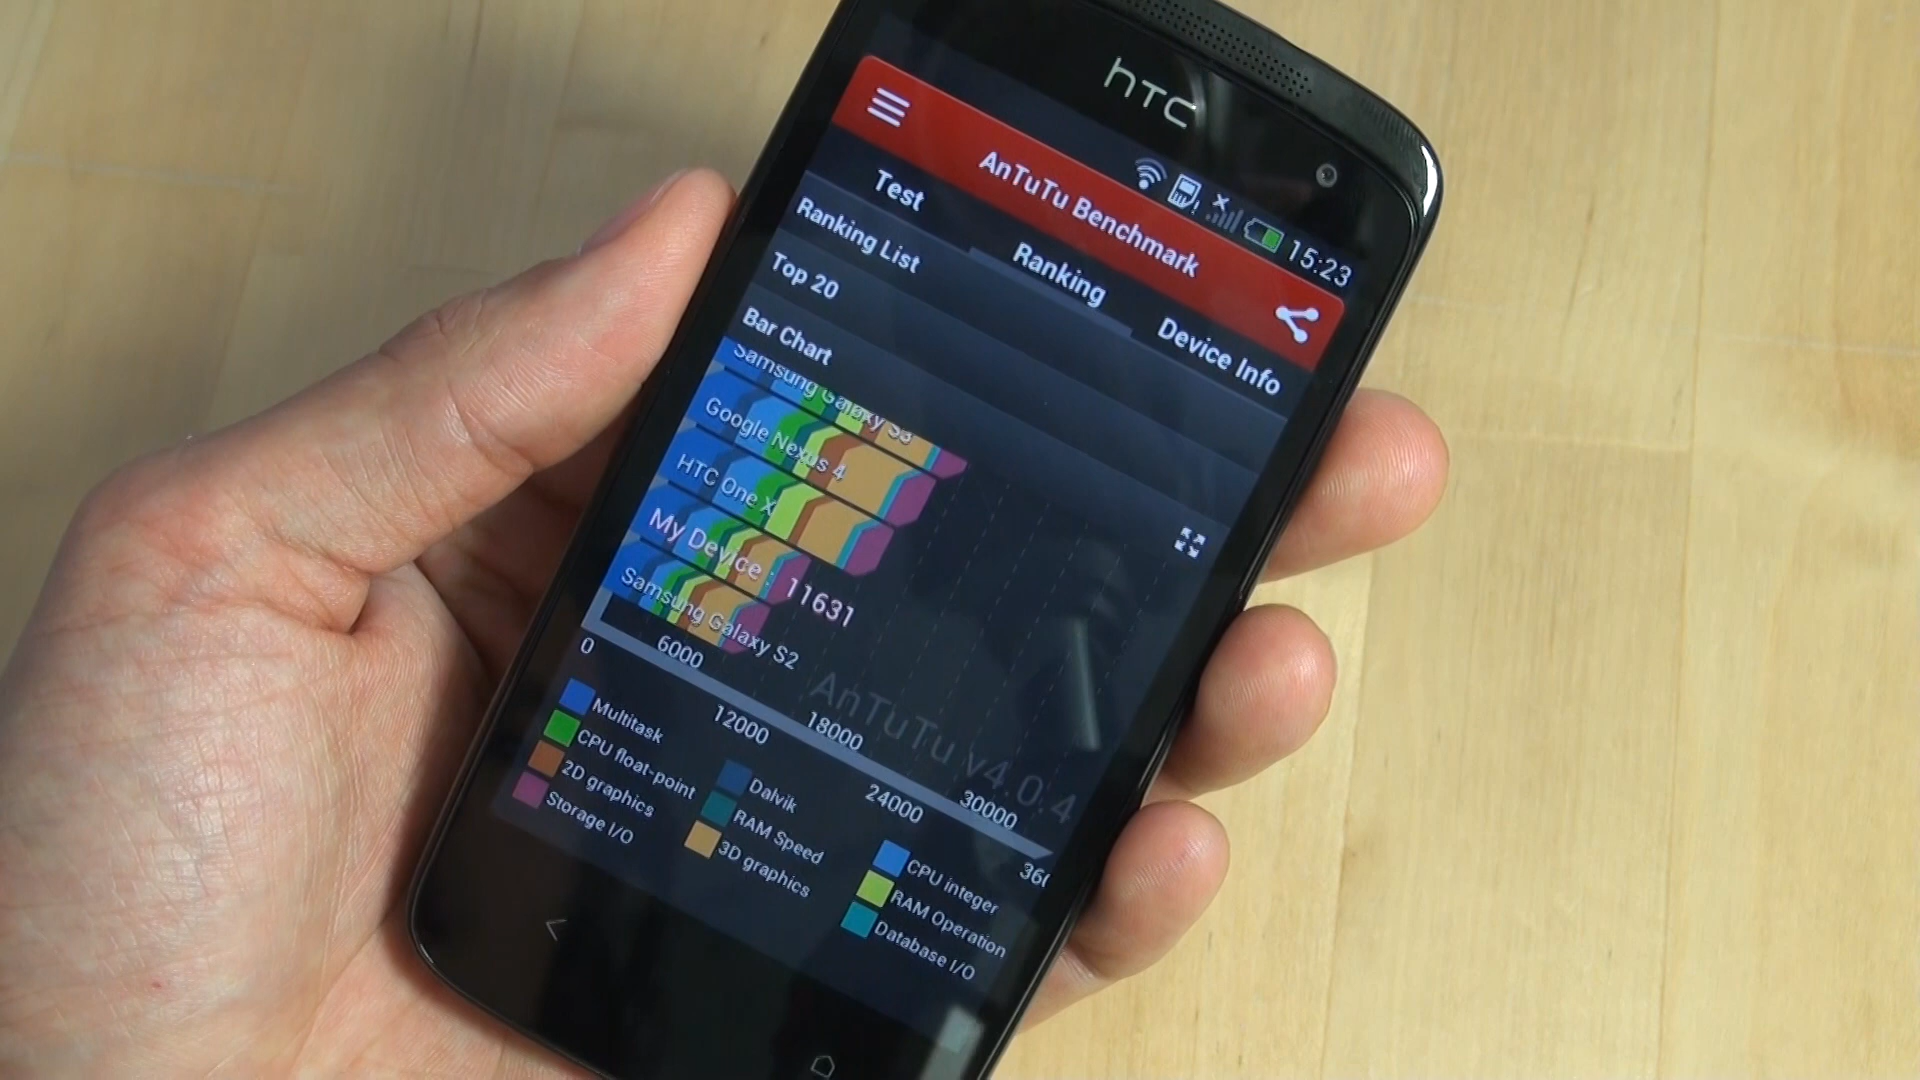 hTC
15:23
AnTuTu Benchmark
Test
Ranking
Device Info
Ranking List
Top 20
Bar Chart
Samsung Galaxy S3
Google Nexus 4
HTC One X
My Device : 11631
Samsung Galaxy S2
0 6000 12000 18000 24000 30000 360
AnTuTu v4.0.4
Multitask Dalvik CPU integer
CPU float-point RAM Speed RAM Operation
2D graphics 3D graphics Database I/O
Storage I/O